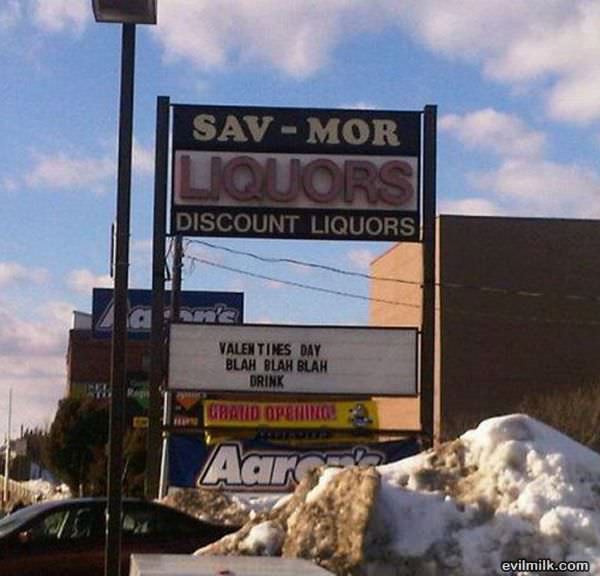 SAV-MOR
LIQUORS
DISCOUNT LIQUORS
Aaron's
VALENTINES DAY
BLAH BLAH BLAH
DRINK
GRAND OPENING!
Aaron's
evilmilk.com